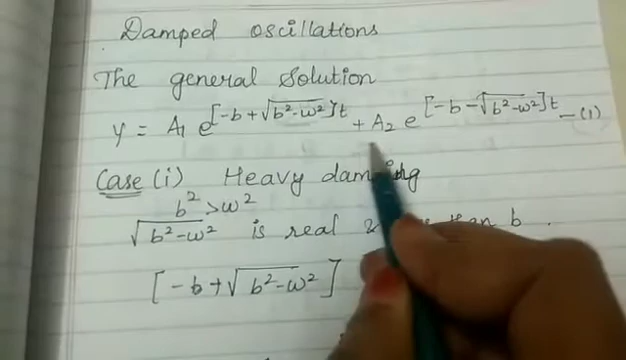 Damped oscillations
The general solution
y = A₁ e^[-b + √(b²-ω²)]t + A₂ e^[-b - √(b²-ω²)]t —(1)
Case (i) Heavy damping
b² > ω²
√(b²-ω²) is real than b.
[-b + √(b²-ω²)]